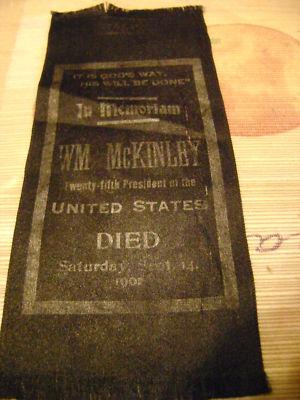 "IT IS GOD'S WAY,
HIS WILL BE DONE"
In Memoriam
WM McKINLEY
Twenty-fifth President of the
UNITED STATES
DIED
Saturday, Sept. 14,
1901